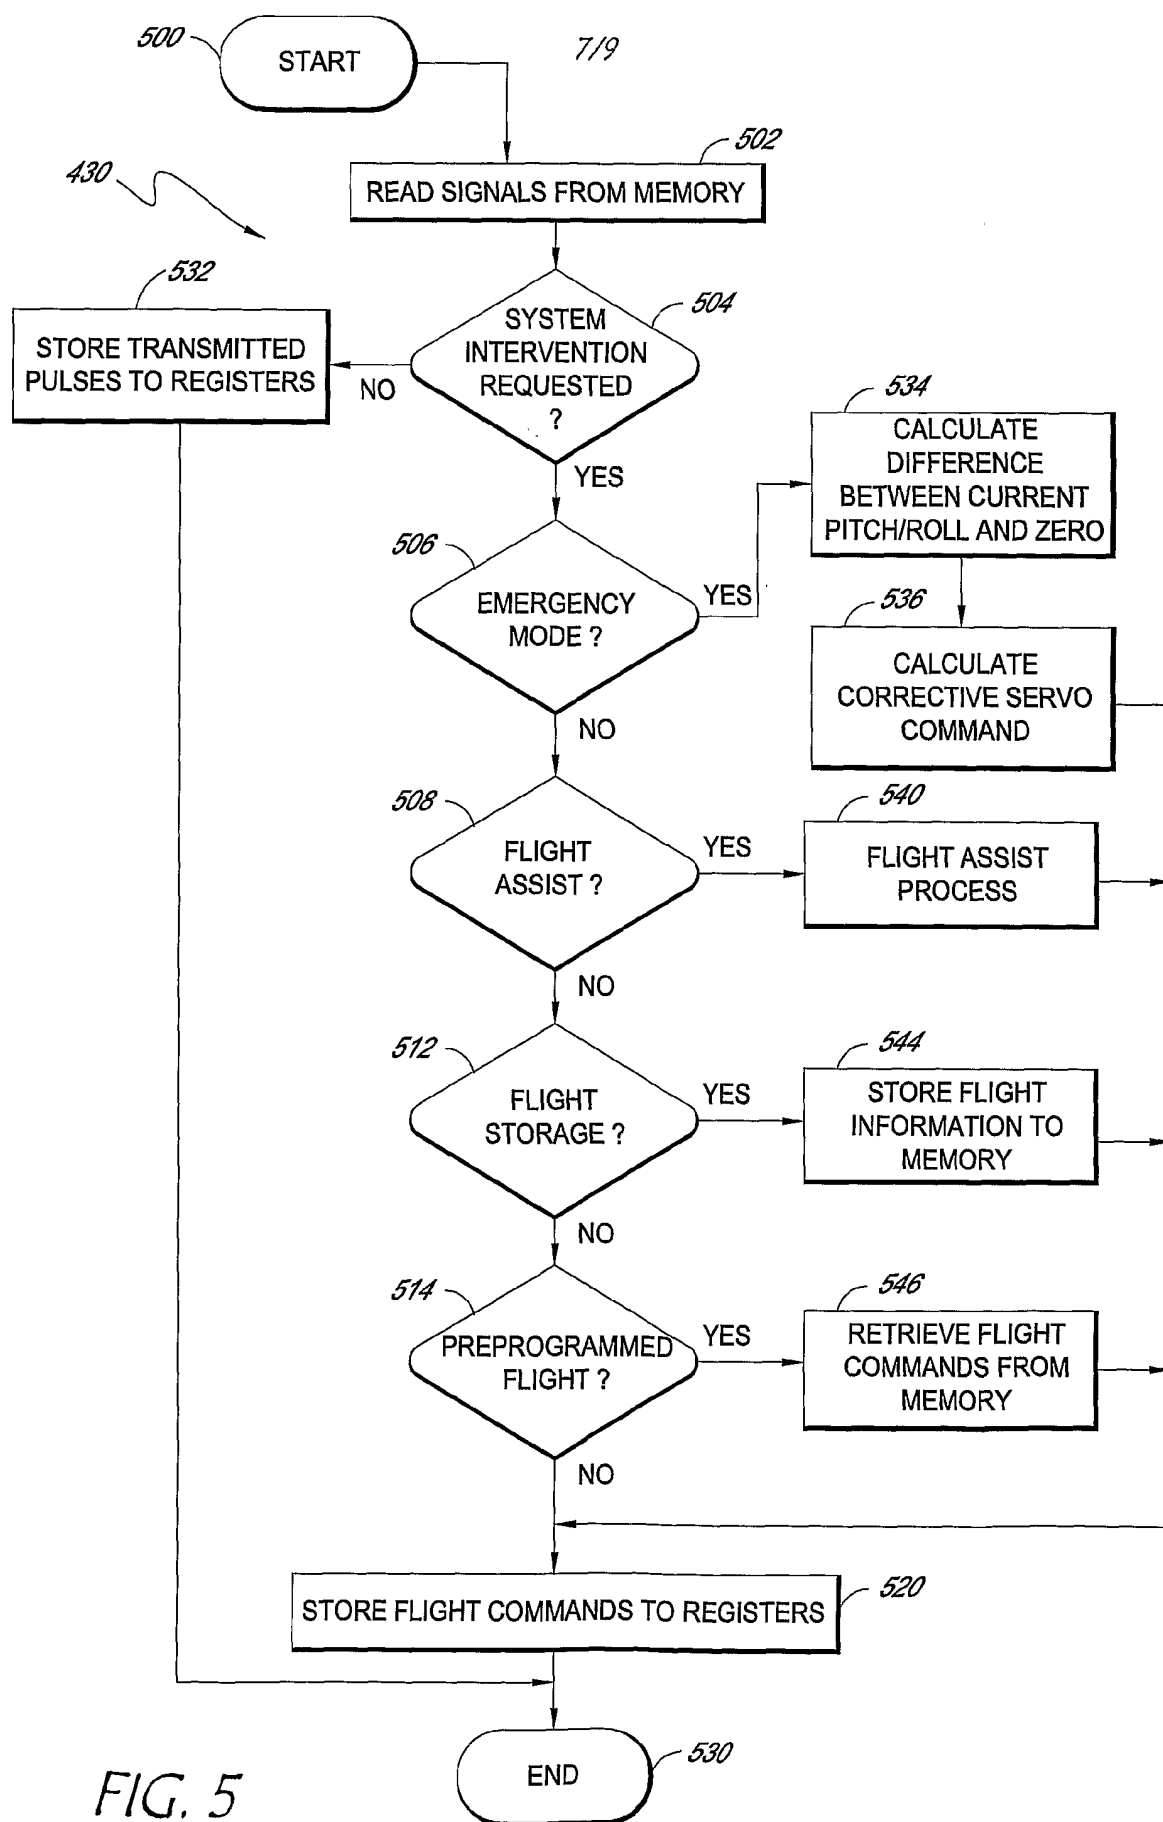 500
START
7/9
502
430
READ SIGNALS FROM MEMORY
532
504
SYSTEM
INTERVENTION
REQUESTED
?
STORE TRANSMITTED
PULSES TO REGISTERS
NO
YES
534
CALCULATE
DIFFERENCE
BETWEEN CURRENT
PITCH/ROLL AND ZERO
506
EMERGENCY
MODE ?
YES
NO
536
CALCULATE
CORRECTIVE SERVO
COMMAND
508
FLIGHT
ASSIST ?
YES
NO
540
FLIGHT ASSIST
PROCESS
512
FLIGHT
STORAGE ?
YES
NO
544
STORE FLIGHT
INFORMATION TO
MEMORY
514
PREPROGRAMMED
FLIGHT ?
YES
NO
546
RETRIEVE FLIGHT
COMMANDS FROM
MEMORY
520
STORE FLIGHT COMMANDS TO REGISTERS
END
530
FIG. 5